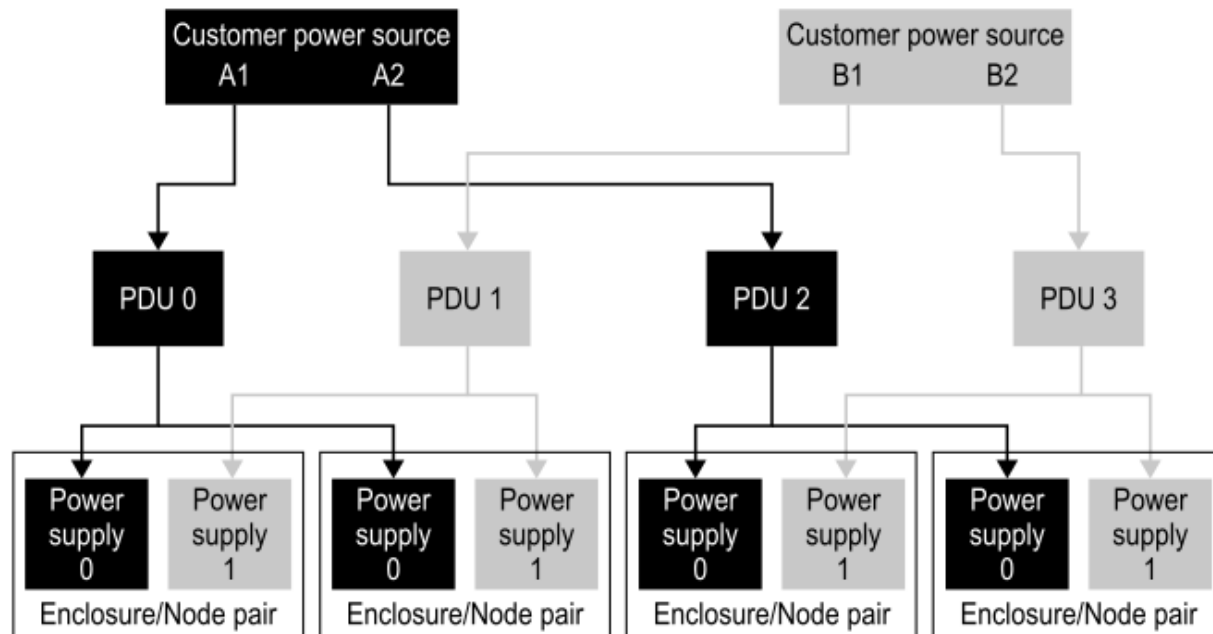 Customer power source
A1 A2
Customer power source
B1 B2
PDU 0
PDU 1
PDU 2
PDU 3
Power
supply
0
Power
supply
1
Enclosure/Node pair
Power
supply
0
Power
supply
1
Enclosure/Node pair
Power
supply
0
Power
supply
1
Enclosure/Node pair
Power
supply
0
Power
supply
1
Enclosure/Node pair